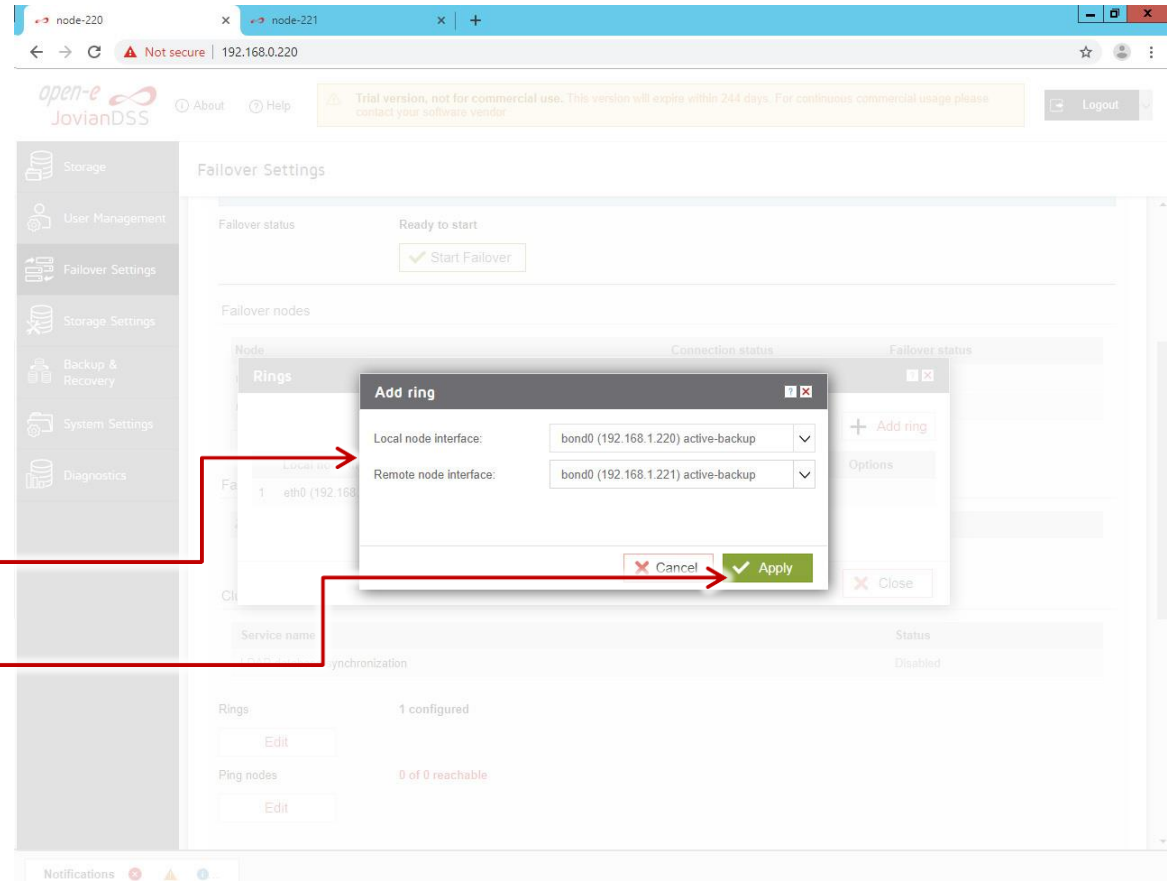 node-220
node-221
Not secure | 192.168.0.220
open-e
JovianDSS
About
Help
Trial version, not for commercial use. This version will expire within 244 days. For continuous commercial usage please
contact your software vendor
Logout
Storage
User Management
Failover Settings
Storage Settings
Backup &
Recovery
System Settings
Diagnostics
Failover Settings
Failover status
Ready to start
Start Failover
Failover nodes
Node
Connection status
Failover status
Rings
Add ring
Options
1 eth0 (192.168.
Close
Add ring
Local node interface:
bond0 (192.168.1.220) active-backup
Remote node interface:
bond0 (192.168.1.221) active-backup
Cancel
Apply
Service name
Status
Disabled
Rings
1 configured
Edit
Ping nodes
0 of 0 reachable
Edit
Notifications